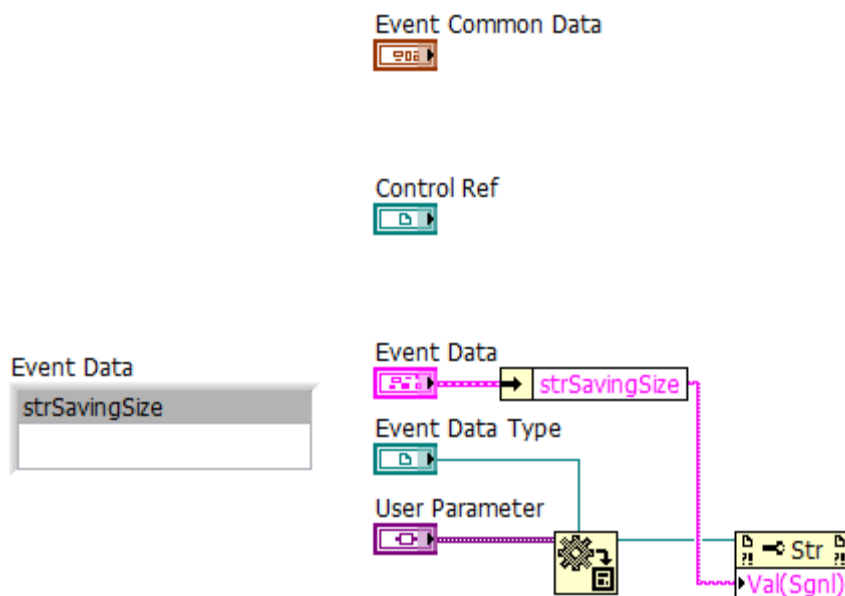 Event Common Data
Control Ref
Event Data
strSavingSize
Event Data
strSavingSize
Event Data Type
User Parameter
Str
Val(Sgnl)